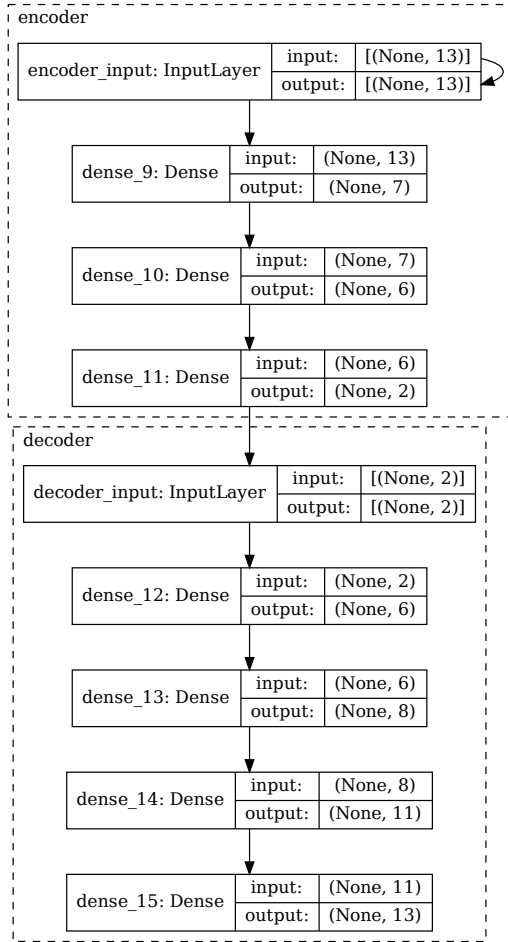 encoder
encoder_input: InputLayer
input:
[(None, 13)]
output:
[(None, 13)]
dense_9: Dense
input:
(None, 13)
output:
(None, 7)
dense_10: Dense
input:
(None, 7)
output:
(None, 6)
dense_11: Dense
input:
(None, 6)
output:
(None, 2)
decoder
decoder_input: InputLayer
input:
[(None, 2)]
output:
[(None, 2)]
dense_12: Dense
input:
(None, 2)
output:
(None, 6)
dense_13: Dense
input:
(None, 6)
output:
(None, 8)
dense_14: Dense
input:
(None, 8)
output:
(None, 11)
dense_15: Dense
input:
(None, 11)
output:
(None, 13)